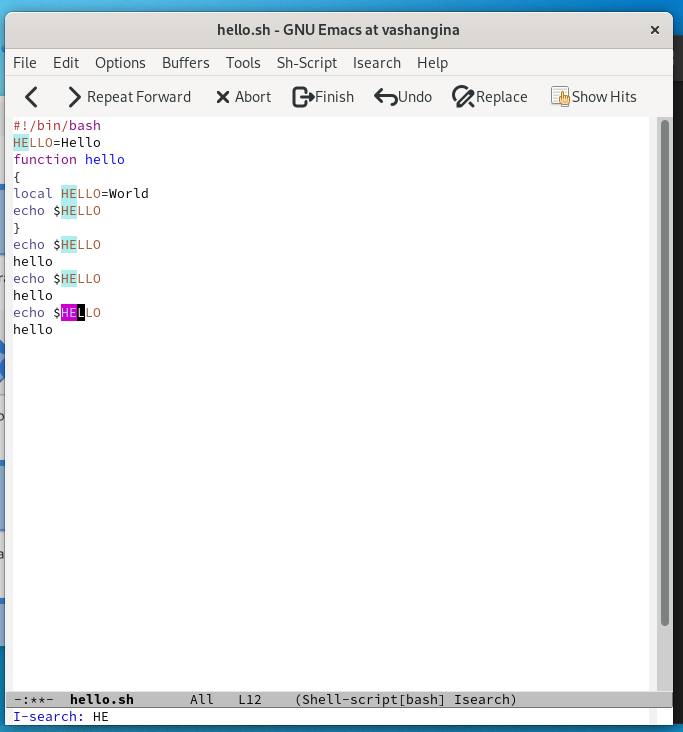 hello.sh - GNU Emacs at vashangina
File Edit Options Buffers Tools Sh-Script Isearch Help
Repeat Forward Abort Finish Undo Replace Show Hits
#!/bin/bash
HELLO=Hello
function hello
{
local HELLO=World
echo $HELLO
}
echo $HELLO
hello
echo $HELLO
hello
echo $HELLO
hello
-:**- hello.sh All L12 (Shell-script[bash] Isearch)
I-search: HE